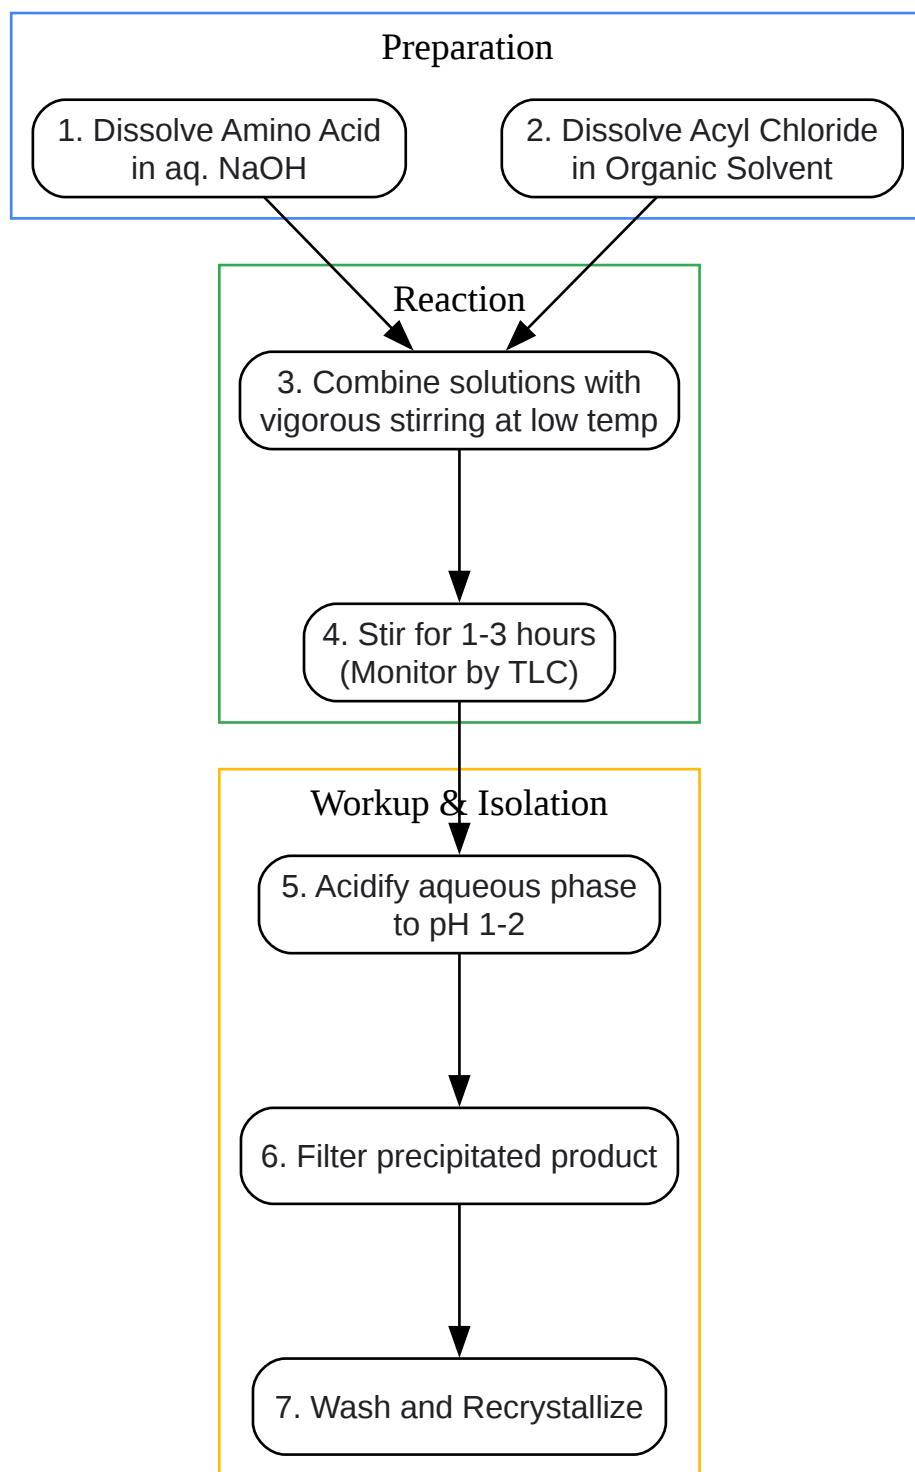 Preparation
1. Dissolve Amino Acid
in aq. NaOH
2. Dissolve Acyl Chloride
in Organic Solvent
Reaction
3. Combine solutions with
vigorous stirring at low temp
4. Stir for 1-3 hours
(Monitor by TLC)
Workup & Isolation
5. Acidify aqueous phase
to pH 1-2
6. Filter precipitated product
7. Wash and Recrystallize